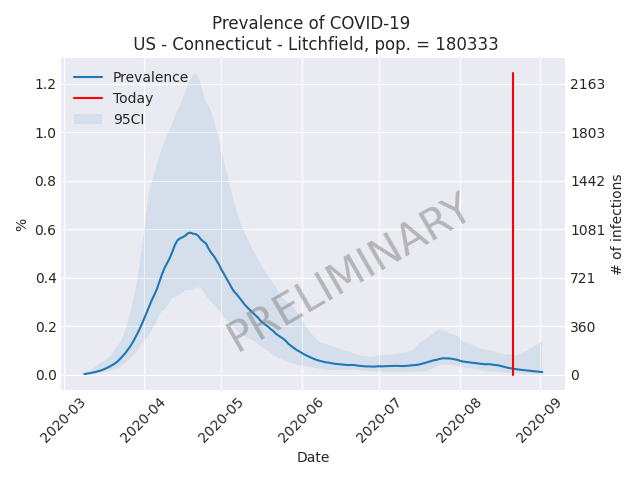 Prevalence of COVID-19
US - Connecticut - Litchfield, pop. = 180333
Prevalence
Today
95CI
1.2
1.0
0.8
0.6
0.4
0.2
0.0
%
2163
1803
1442
1081
721
360
0
# of infections
PRELIMINARY
2020-03
2020-04
2020-05
2020-06
2020-07
2020-08
2020-09
Date